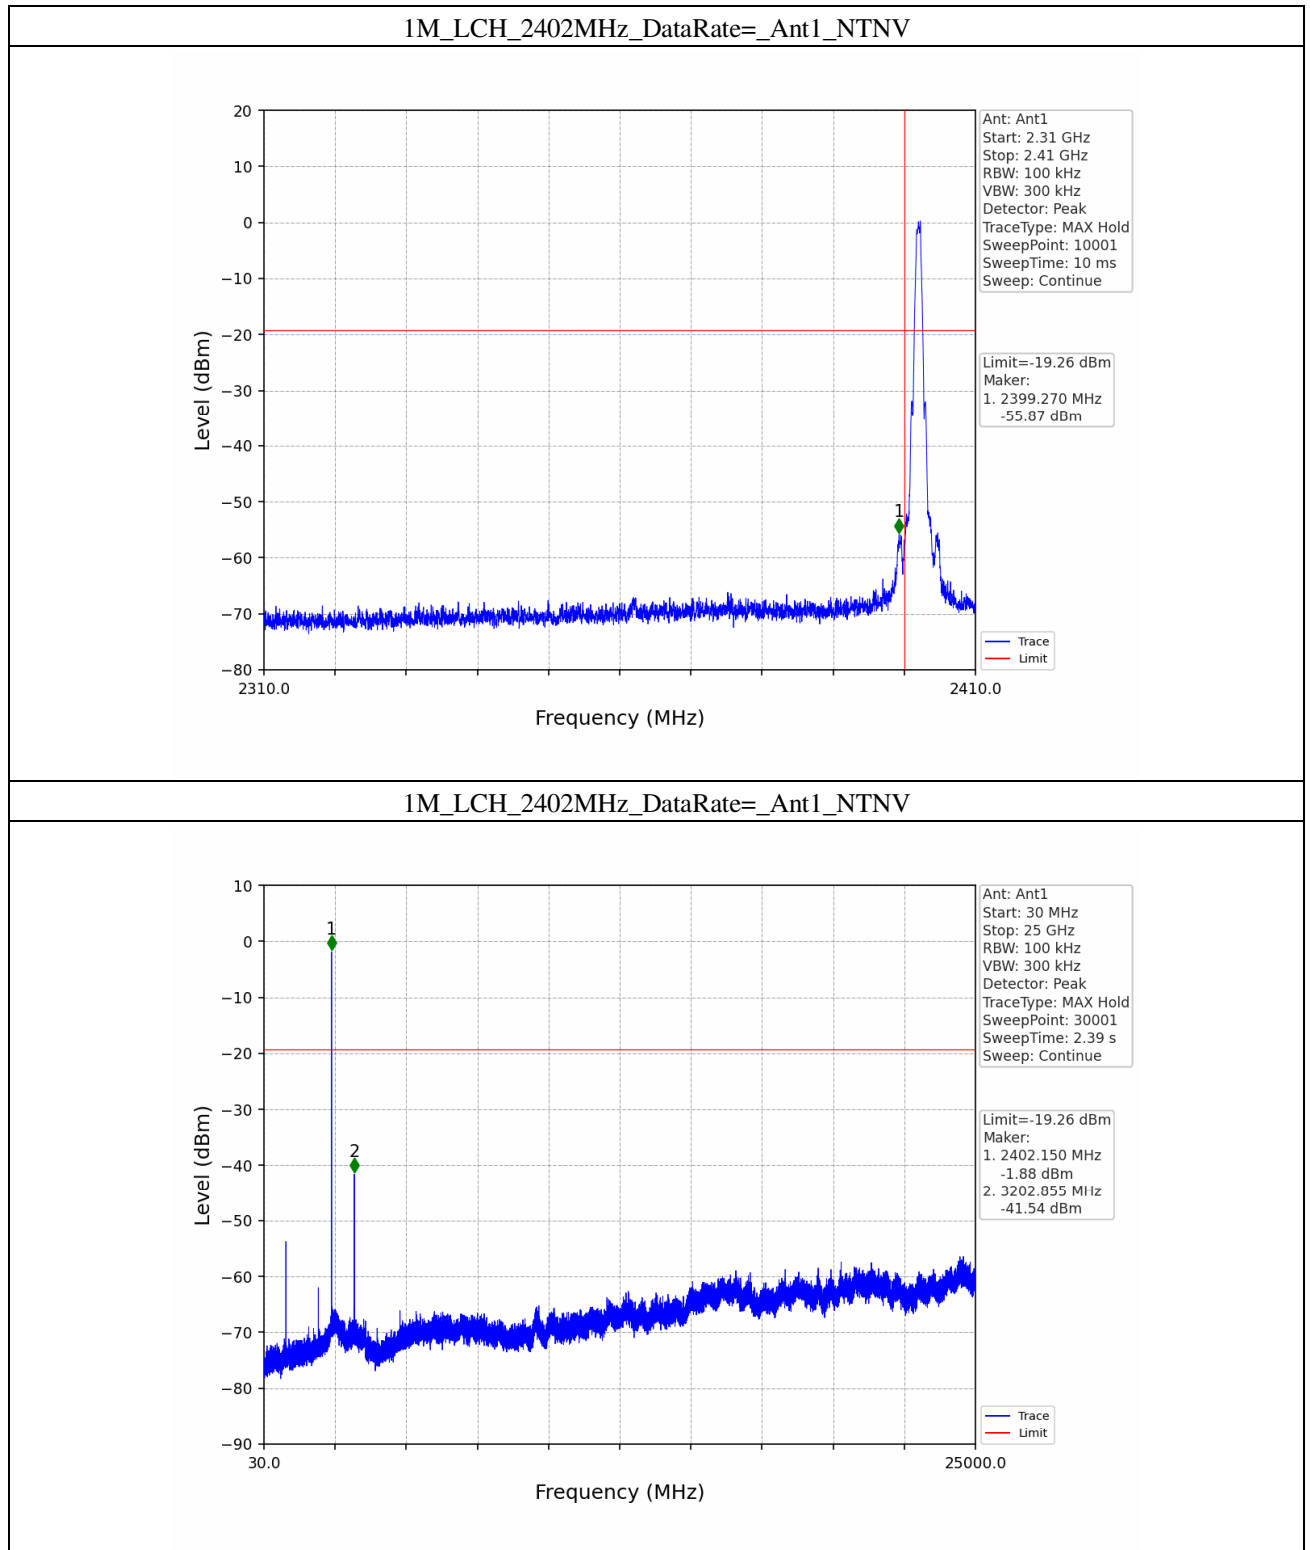 1M_LCH_2402MHz_DataRate=_Ant1_NTNV
20
10
0
−10
−20
−30
−40
−50
−60
−70
−80
Level (dBm)
1
2310.0
2410.0
Frequency (MHz)
Ant: Ant1
Start: 2.31 GHz
Stop: 2.41 GHz
RBW: 100 kHz
VBW: 300 kHz
Detector: Peak
TraceType: MAX Hold
SweepPoint: 10001
SweepTime: 10 ms
Sweep: Continue
Limit=-19.26 dBm
Maker:
1. 2399.270 MHz
-55.87 dBm
Trace
Limit
1M_LCH_2402MHz_DataRate=_Ant1_NTNV
10
0
−10
−20
−30
−40
−50
−60
−70
−80
−90
Level (dBm)
1
2
30.0
25000.0
Frequency (MHz)
Ant: Ant1
Start: 30 MHz
Stop: 25 GHz
RBW: 100 kHz
VBW: 300 kHz
Detector: Peak
TraceType: MAX Hold
SweepPoint: 30001
SweepTime: 2.39 s
Sweep: Continue
Limit=-19.26 dBm
Maker:
1. 2402.150 MHz
-1.88 dBm
2. 3202.855 MHz
-41.54 dBm
Trace
Limit